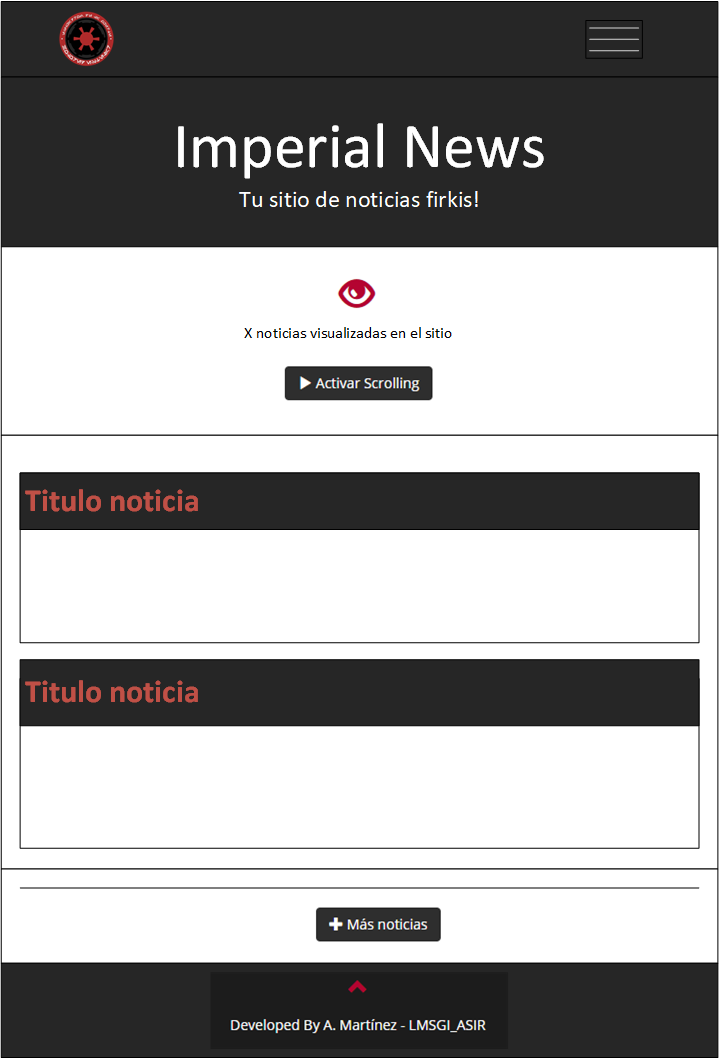 Imperial News
Tu sitio de noticias firkis!
X noticias visualizadas en el sitio
Activar Scrolling
Titulo noticia
Titulo noticia
Más noticias
Developed By A. Martínez - LMSGI_ASIR